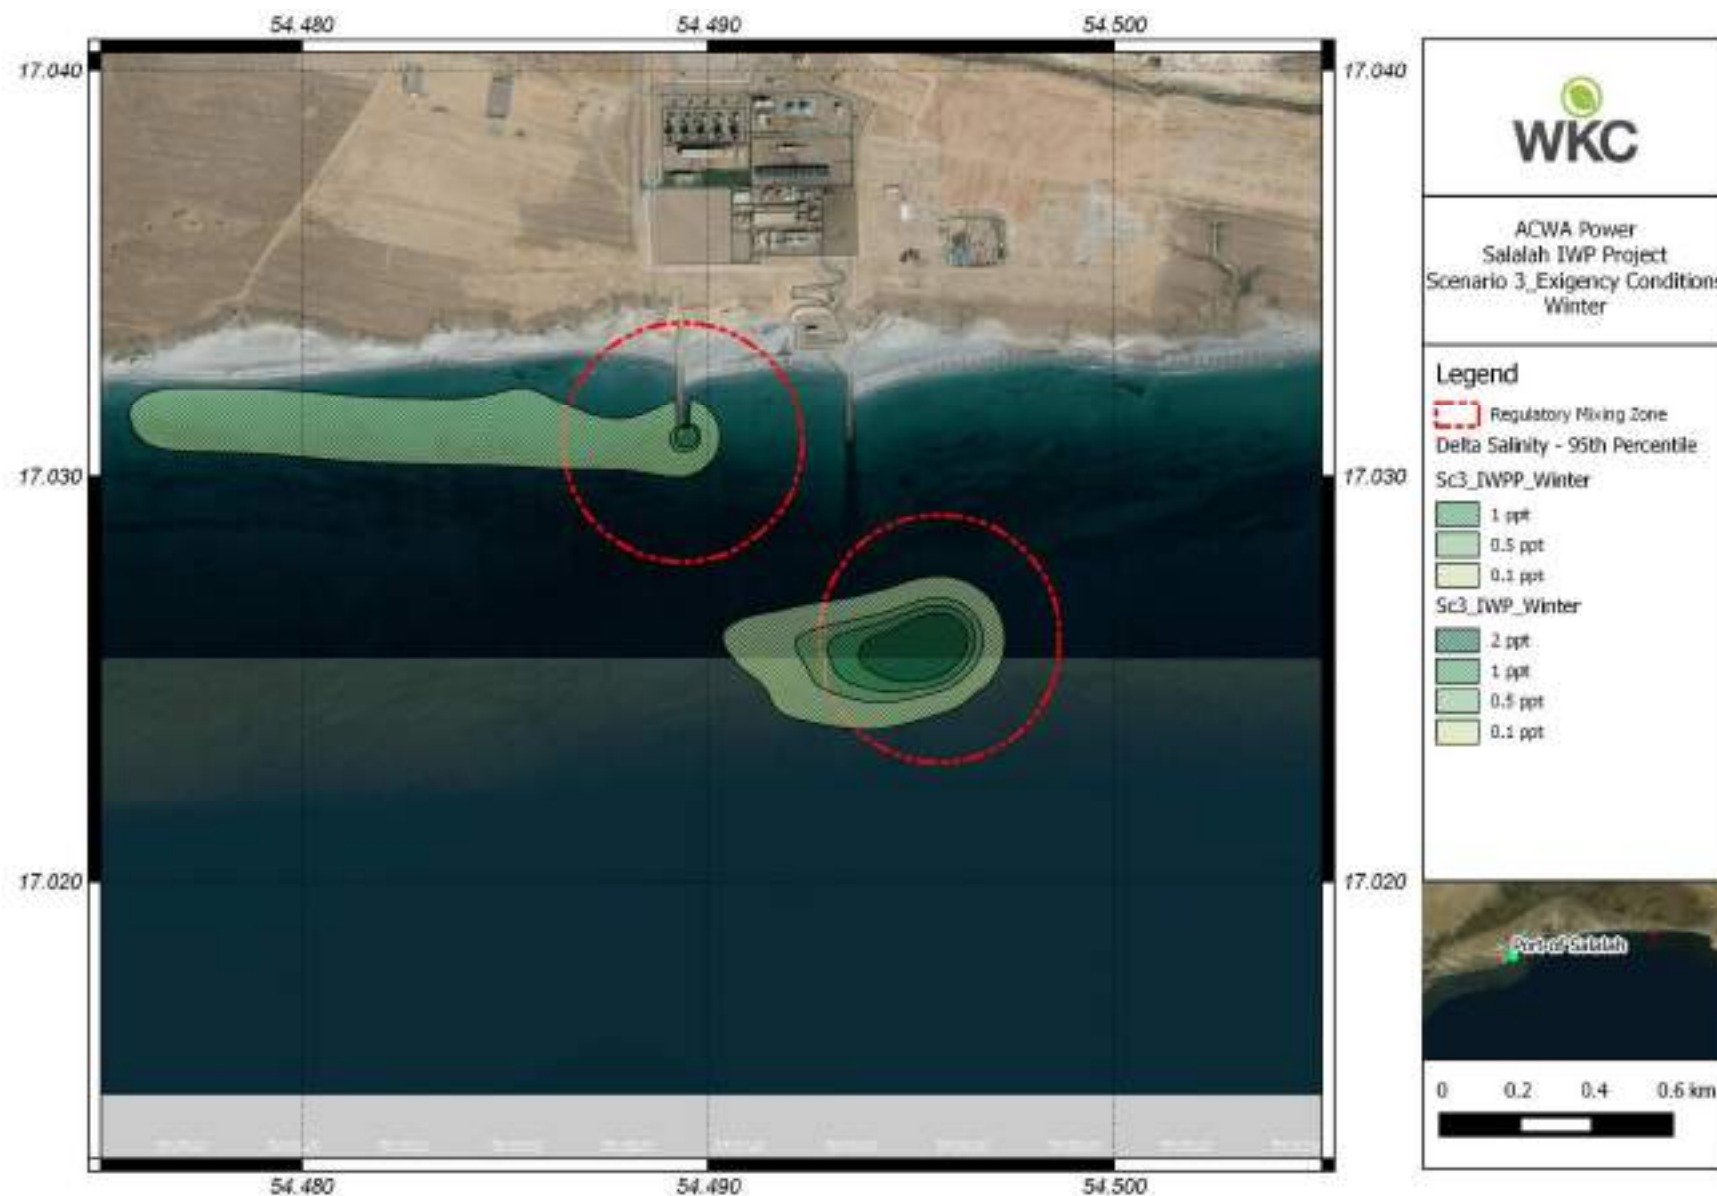 54.480 54.490 54.500
17.040 17.040
17.030 17.030
17.020 17.020
54.480 54.490 54.500
WKC
ACWA Power
Salalah IWP Project
Scenario 3_Exigency Conditions
Winter
Legend
Regulatory Mixing Zone
Delta Salinity - 95th Percentile
Sc3_IWPP_Winter
1 ppt
0.5 ppt
0.1 ppt
Sc3_IWP_Winter
2 ppt
1 ppt
0.5 ppt
0.1 ppt
Port of Salalah
0 0.2 0.4 0.6 km